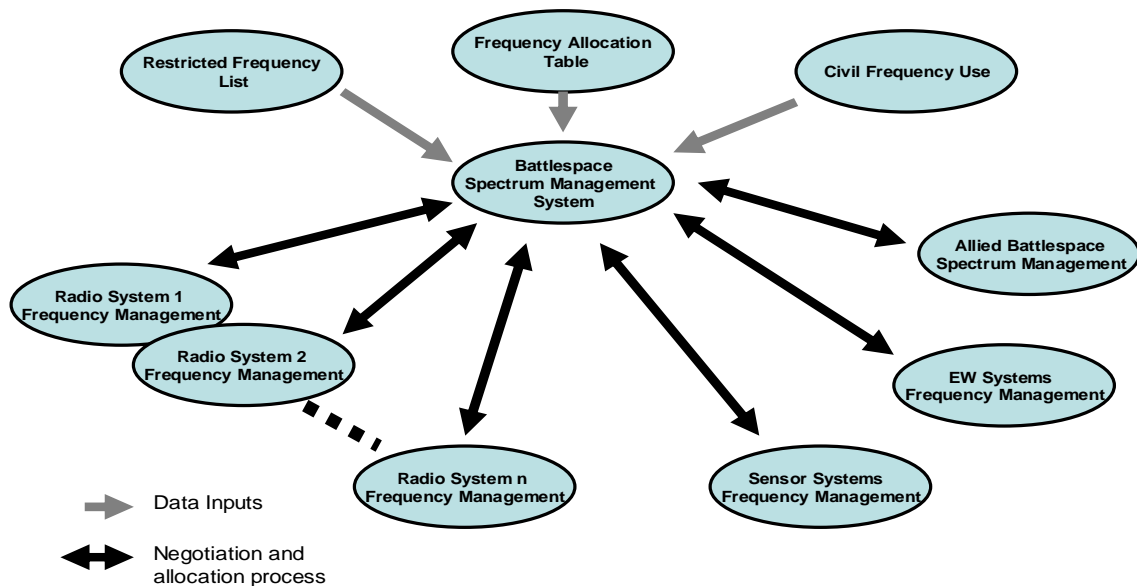 Restricted Frequency
List
Frequency Allocation
Table
Civil Frequency Use
Battlespace
Spectrum Management
System
Allied Battlespace
Spectrum Management
Radio System 1
Frequency Management
Radio System 2
Frequency Management
EW Systems
Frequency Management
Radio System n
Frequency Management
Sensor Systems
Frequency Management
Data Inputs
Negotiation and
allocation process